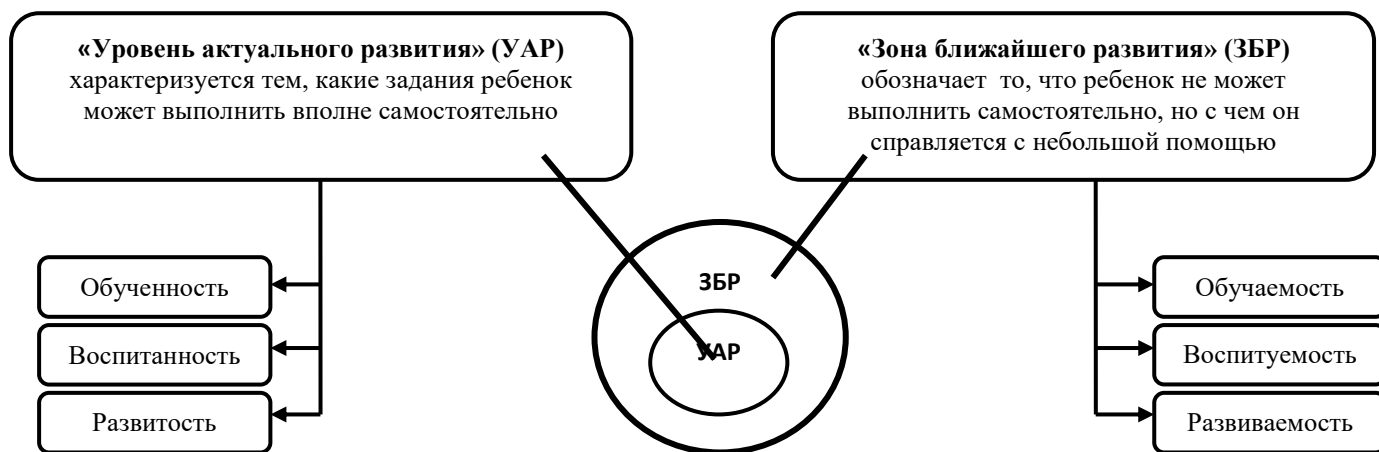 «Уровень актуального развития» (УАР)
характеризуется тем, какие задания ребенок
может выполнить вполне самостоятельно
«Зона ближайшего развития» (ЗБР)
обозначает то, что ребенок не может
выполнить самостоятельно, но с чем он
справляется с небольшой помощью
Обученность
Воспитанность
Развитость
ЗБР
УАР
Обучаемость
Воспитуемость
Развиваемость